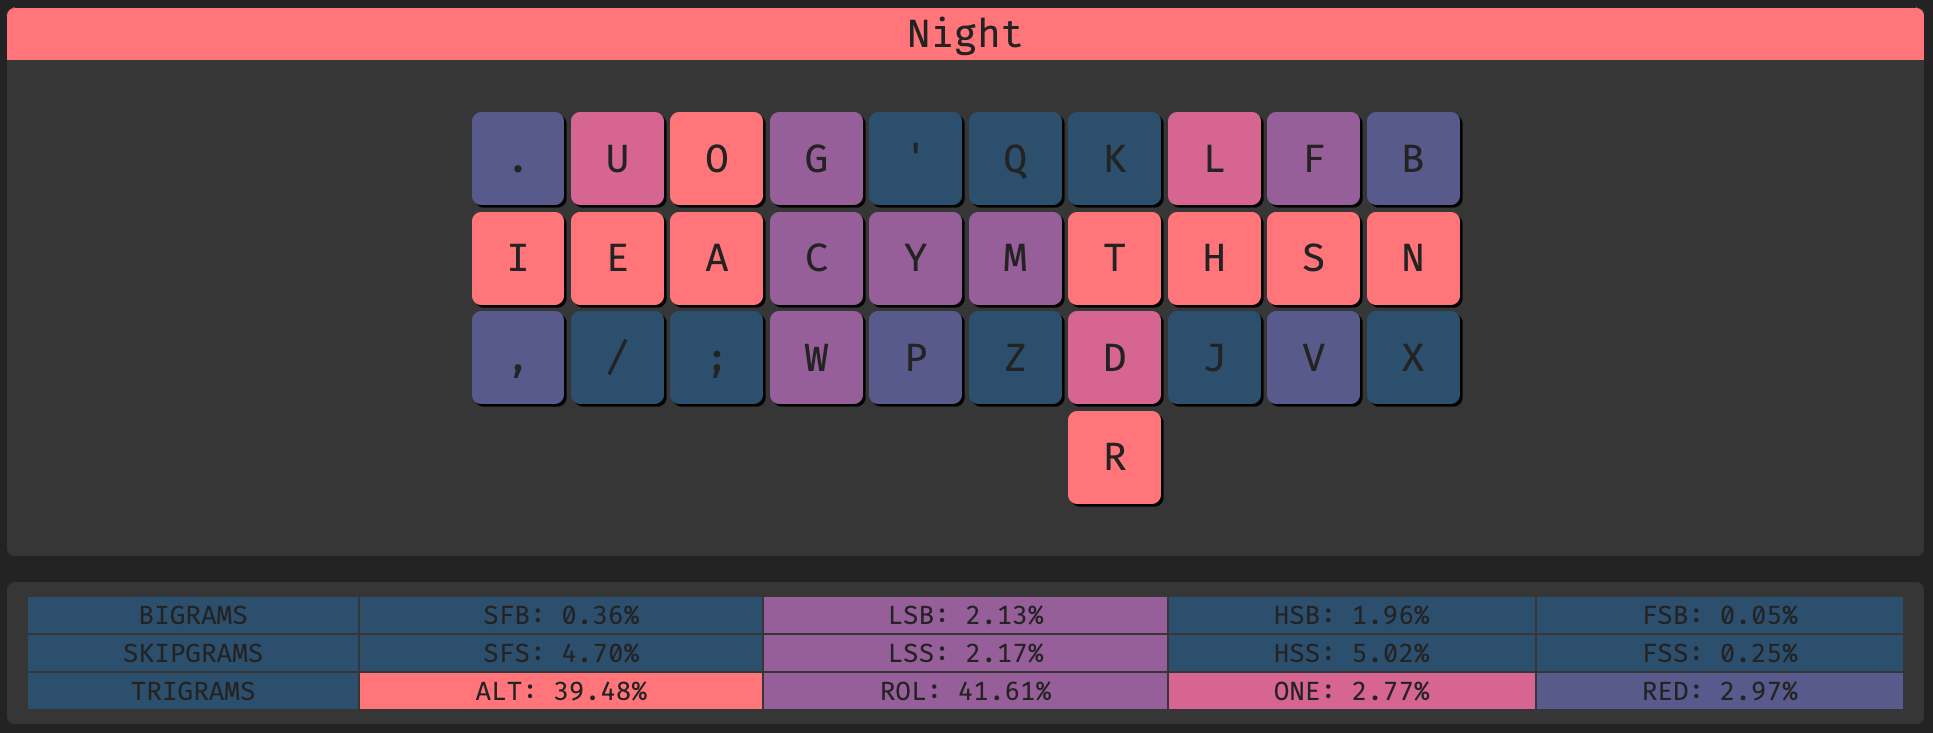 Night
. U O G ' Q K L F B
I E A C Y M T H S N
, / ; W P Z D J V X
R
BIGRAMS SFB: 0.36% LSB: 2.13% HSB: 1.96% FSB: 0.05%
SKIPGRAMS SFS: 4.70% LSS: 2.17% HSS: 5.02% FSS: 0.25%
TRIGRAMS ALT: 39.48% ROL: 41.61% ONE: 2.77% RED: 2.97%